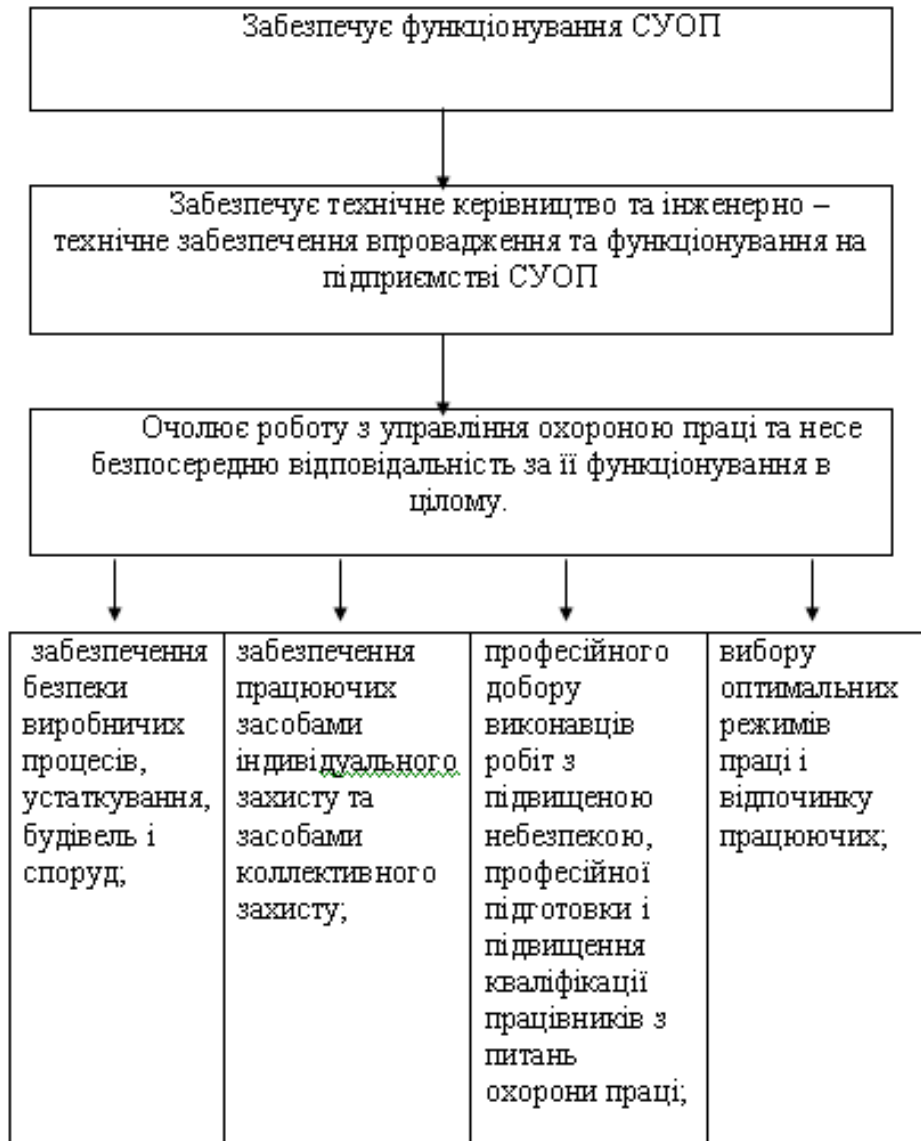 Забезпечує функціонування СУОП
Забезпечує технічне керівництво та інженерно –
технічне забезпечення впровадження та функціонування на
підприємстві СУОП
Очолює роботу з управління охороною праці та несе
безпосередню відповідальність за її функціонування в
цілому.
забезпечення
безпеки
виробничих
процесів,
устаткування,
будівель і
споруд;
забезпечення
працюючих
засобами
індивідуального
захисту та
засобами
коллективного
захисту;
професійного
добору
виконавців
робіт з
підвищеною
небезпекою,
професійної
підготовки і
підвищення
кваліфікації
працівників з
питань
охорони праці;
вибору
оптимальних
режимів
праці і
відпочинку
працюючих;